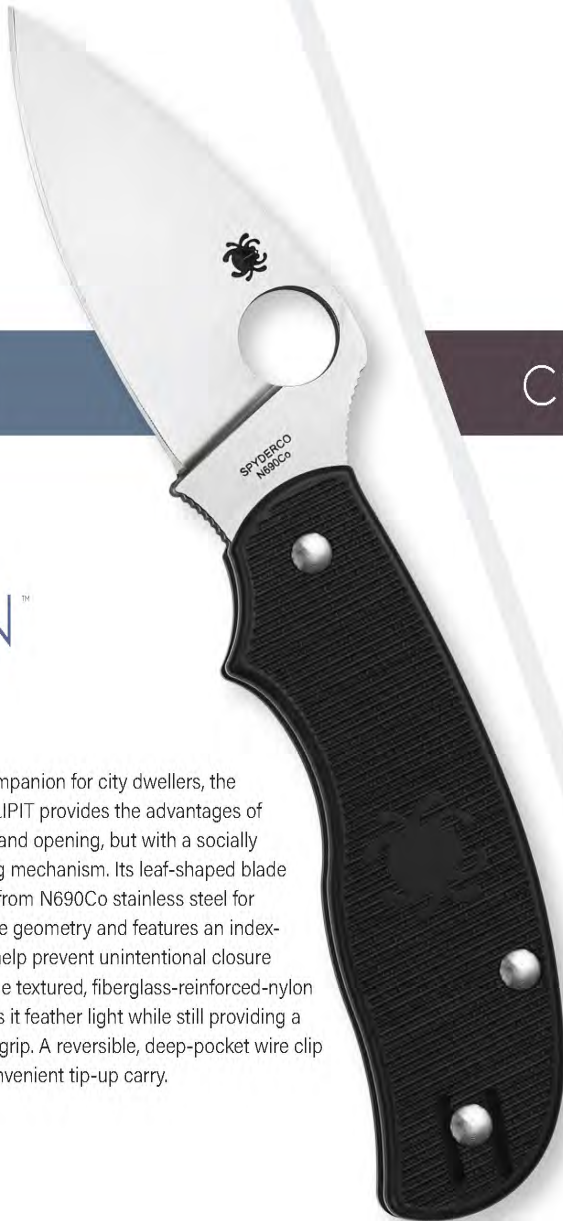 C
SPYDERCO
N690Co
N™
mpanion for city dwellers, the
LIPIT provides the advantages of
and opening, but with a socially
g mechanism. Its leaf-shaped blade
from N690Co stainless steel for
e geometry and features an index-
help prevent unintentional closure
e textured, fiberglass-reinforced-nylon
s it feather light while still providing a
grip. A reversible, deep-pocket wire clip
nvenient tip-up carry.